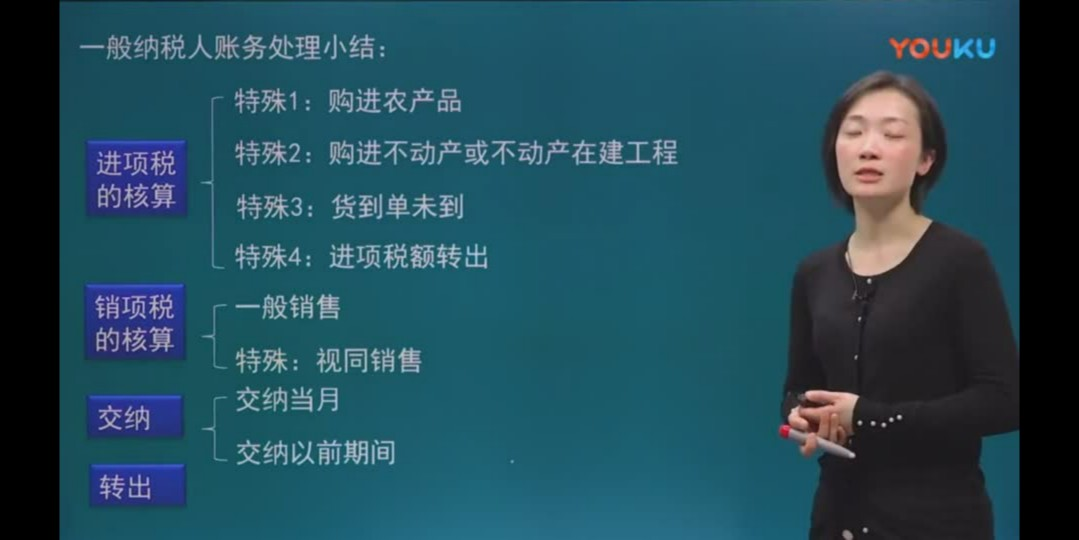 一般纳税人账务处理小结：
YOUKU
进项税
的核算
特殊1：购进农产品
特殊2：购进不动产或不动产在建工程
特殊3：货到单未到
特殊4：进项税额转出
销项税
的核算
一般销售
特殊：视同销售
交纳
交纳当月
交纳以前期间
转出